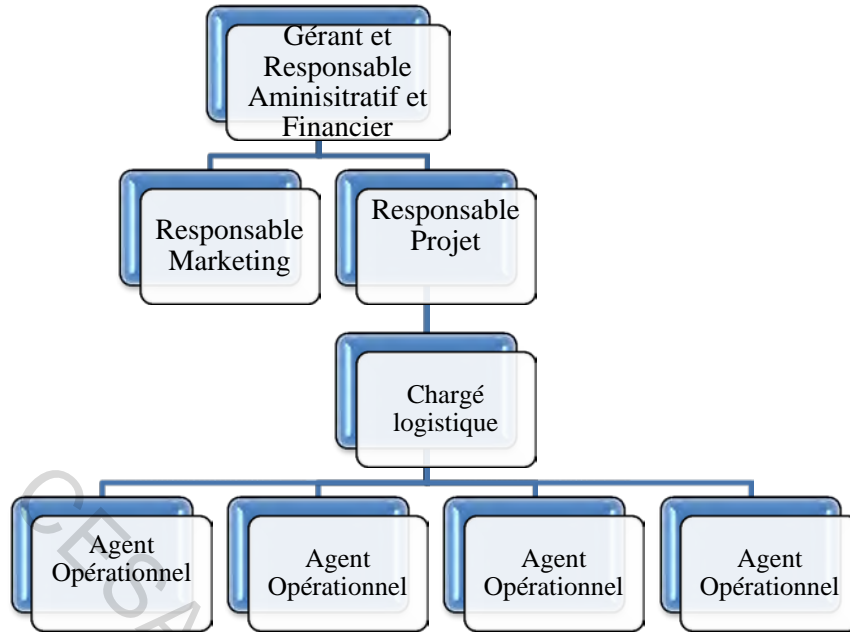 Gérant et
Responsable
Aminisitratif et
Financier
Responsable
Marketing
Responsable
Projet
Chargé
logistique
Agent
Opérationnel
Agent
Opérationnel
Agent
Opérationnel
Agent
Opérationnel